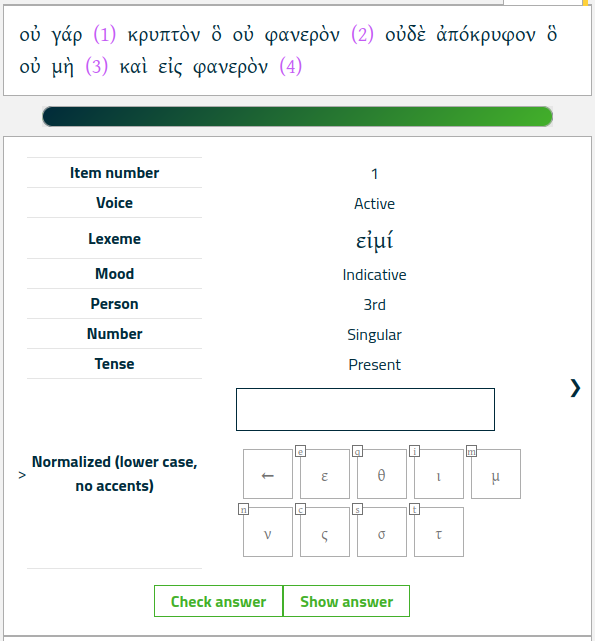 οὐ γάρ (1) κρυπτὸν ὃ οὐ φανερὸν (2) οὐδὲ ἀπόκρυφον ὃ
οὐ μὴ (3) καὶ εἰς φανερὸν (4)
Item number 1
Voice Active
Lexeme εἰμί
Mood Indicative
Person 3rd
Number Singular
Tense Present
❯
> Normalized (lower case,
no accents)
← e ε q θ i ι m μ
n ν c ς s σ t τ
Check answer Show answer